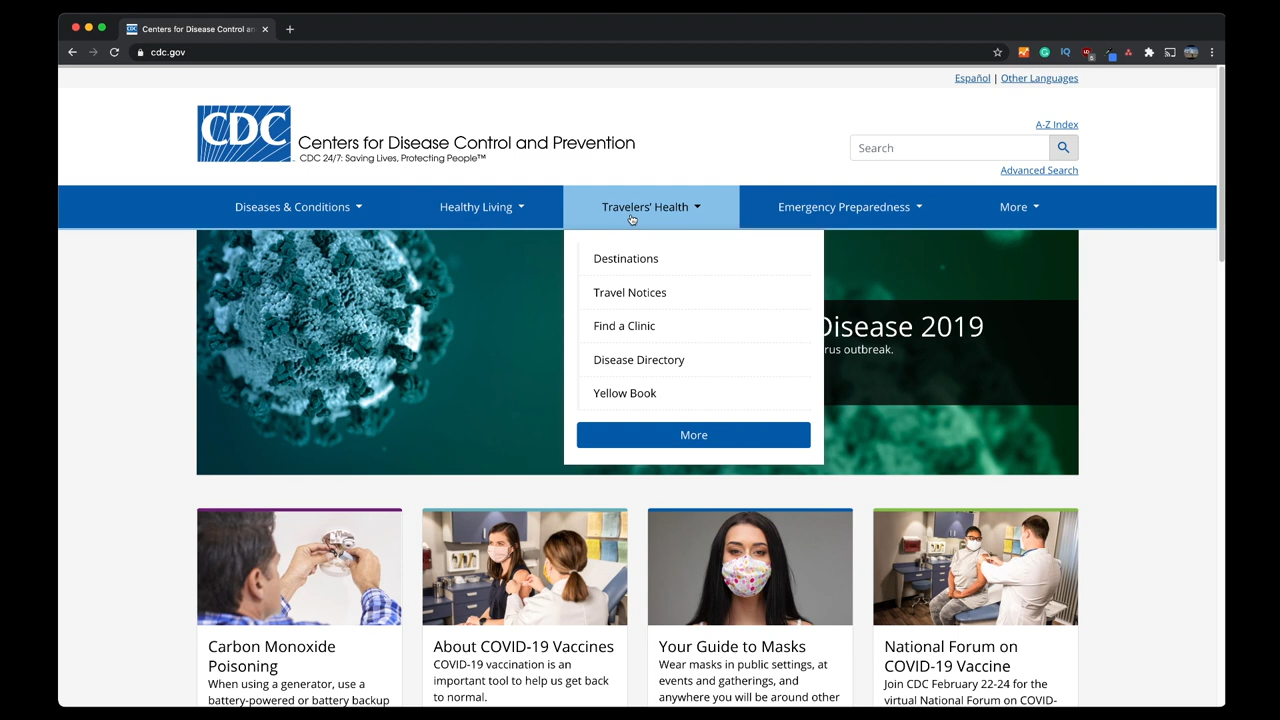 Centers for Disease Control an
cdc.gov
Español | Other Languages
CDC
Centers for Disease Control and Prevention
CDC 24/7: Saving Lives, Protecting People™
A-Z Index
Search
Advanced Search
Diseases & Conditions
Healthy Living
Travelers’ Health
Emergency Preparedness
More
Destinations
Travel Notices
Find a Clinic
Disease Directory
Yellow Book
More
Disease 2019
rus outbreak.
Carbon Monoxide
Poisoning
When using a generator, use a
battery-powered or battery backup
About COVID-19 Vaccines
COVID-19 vaccination is an
important tool to help us get back
to normal.
Your Guide to Masks
Wear masks in public settings, at
events and gatherings, and
anywhere you will be around other
National Forum on
COVID-19 Vaccine
Join CDC February 22-24 for the
virtual National Forum on COVID-